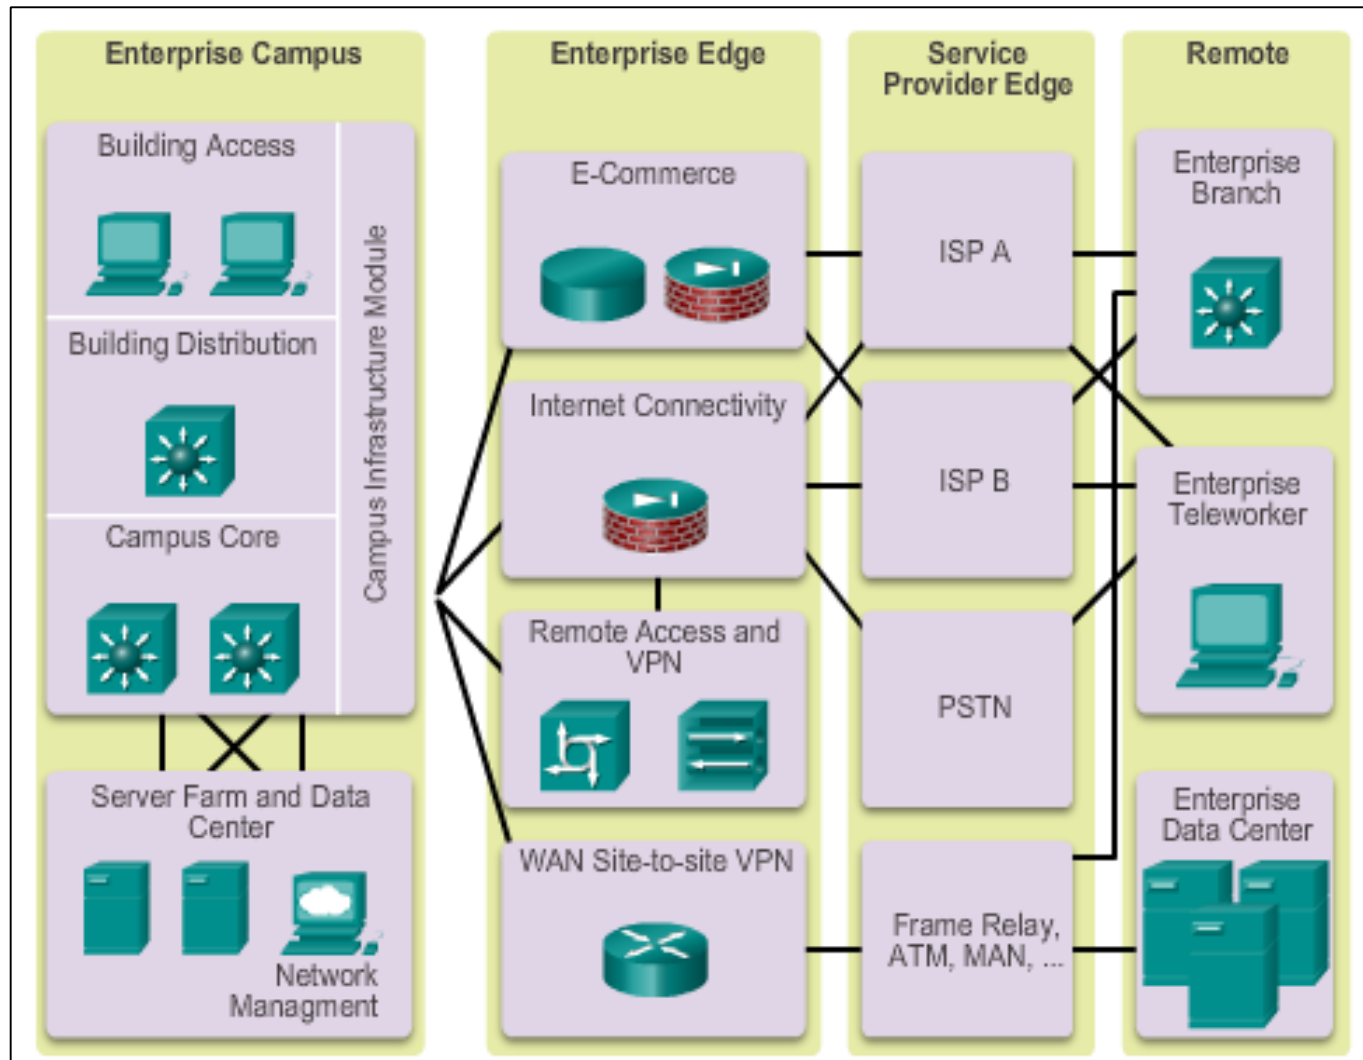 Enterprise Campus
Building Access
Building Distribution
Campus Core
Campus Infrastructure Module
Server Farm and Data
Center
Network
Managment
Enterprise Edge
E-Commerce
Internet Connectivity
Remote Access and
VPN
WAN Site-to-site VPN
Service
Provider Edge
ISP A
ISP B
PSTN
Frame Relay,
ATM, MAN, ...
Remote
Enterprise
Branch
Enterprise
Teleworker
Enterprise
Data Center